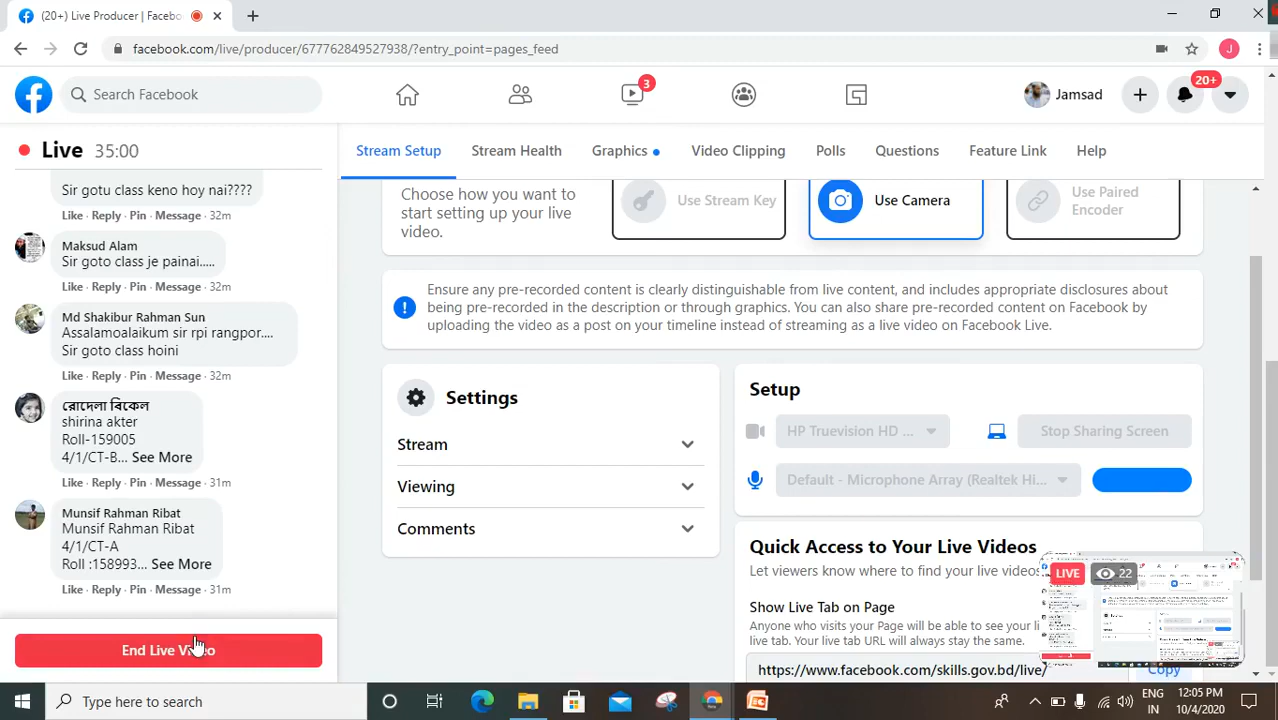 (20+) Live Producer | Facebo
facebook.com/live/producer/677762849527938/?entry_point=pages_feed
J
Search Facebook
3
Jamsad
20+
Live 35:00
Stream Setup
Stream Health
Graphics
Video Clipping
Polls
Questions
Feature Link
Help
Sir gotu class keno hoy nai????
Like · Reply · Pin · Message · 32m
Maksud Alam
Sir goto class je painai.....
Like · Reply · Pin · Message · 32m
Md Shakibur Rahman Sun
Assalamoalaikum sir rpi rangpor....
Sir goto class hoini
Like · Reply · Pin · Message · 32m
রোদেলা বিকেল
shirina akter
Roll-159005
4/1/CT-B... See More
Like · Reply · Pin · Message · 31m
Munsif Rahman Ribat
Munsif Rahman Ribat
4/1/CT-A
Roll :158993... See More
Like · Reply · Pin · Message · 31m
End Live Video
Choose how you want to
start setting up your live
video.
Use Stream Key
Use Camera
Use Paired
Encoder
Ensure any pre-recorded content is clearly distinguishable from live content, and includes appropriate disclosures about
being pre-recorded in the description or through graphics. You can also share pre-recorded content on Facebook by
uploading the video as a post on your timeline instead of streaming as a live video on Facebook Live.
Settings
Stream
Viewing
Comments
Setup
HP Truevision HD ...
Stop Sharing Screen
Default - Microphone Array (Realtek Hi...
Quick Access to Your Live Videos
Let viewers know where to find your live videos
LIVE
22
Show Live Tab on Page
Anyone who visits your Page will be able to see your li
live tab. Your live tab URL will always stay the same.
https://www.facebook.com/skills.gov.bd/live/
Copy
Type here to search
ENG
IN
12:05 PM
10/4/2020